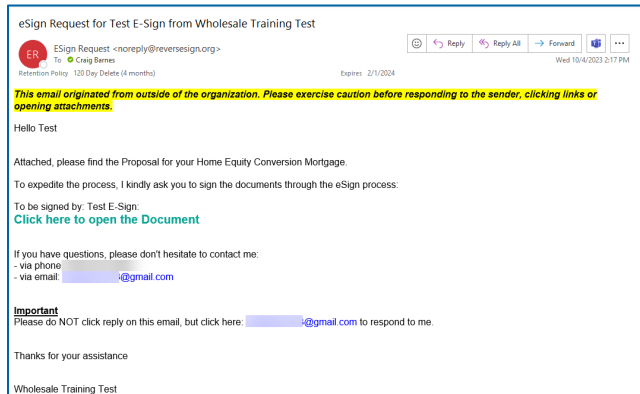 eSign Request for Test E-Sign from Wholesale Training Test
ER
ESign Request <noreply@reversesign.org>
To Craig Barnes
Reply
Reply All
Forward
Wed 10/4/2023 2:17 PM
Retention Policy 120 Day Delete (4 months)
Expires 2/1/2024
This email originated from outside of the organization. Please exercise caution before responding to the sender, clicking links or
opening attachments.
Hello Test
Attached, please find the Proposal for your Home Equity Conversion Mortgage.
To expedite the process, I kindly ask you to sign the documents through the eSign process:
To be signed by: Test E-Sign:
Click here to open the Document
If you have questions, please don't hesitate to contact me:
- via phone
- via email: @gmail.com
Important
Please do NOT click reply on this email, but click here: @gmail.com to respond to me.
Thanks for your assistance
Wholesale Training Test